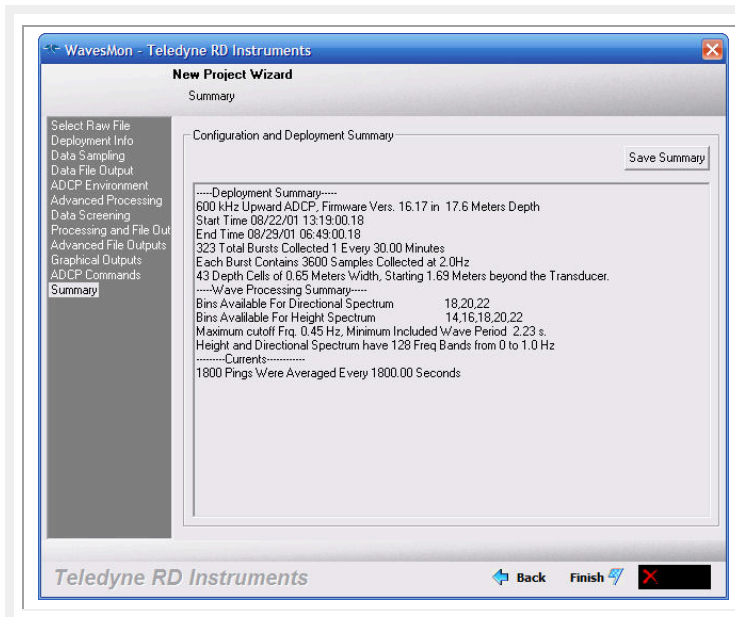 WavesMon - Teledyne RD Instruments
New Project Wizard
Summary
Select Raw File
Deployment Info
Data Sampling
Data File Output
ADCP Environment
Advanced Processing
Data Screening
Processing and File Out
Advanced File Outputs
Graphical Outputs
ADCP Commands
Summary
Configuration and Deployment Summary
Save Summary
-----Deployment Summary-----
600 kHz Upward ADCP, Firmware Vers. 16.17 in 17.6 Meters Depth
Start Time 08/22/01 13:19:00.18
End Time 08/29/01 06:49:00.18
323 Total Bursts Collected 1 Every 30.00 Minutes
Each Burst Contains 3600 Samples Collected at 2.0Hz
43 Depth Cells of 0.65 Meters Width, Starting 1.69 Meters beyond the Transducer.
-----Wave Processing Summary-----
Bins Available For Directional Spectrum 18,20,22
Bins Avalilable For Height Spectrum 14,16,18,20,22
Maximum cutoff Frq. 0.45 Hz, Minimum Included Wave Period 2.23 s.
Height and Directional Spectrum have 128 Freq Bands from 0 to 1.0 Hz
---------Currents------------
1800 Pings Were Averaged Every 1800.00 Seconds
Teledyne RD Instruments
Back
Finish